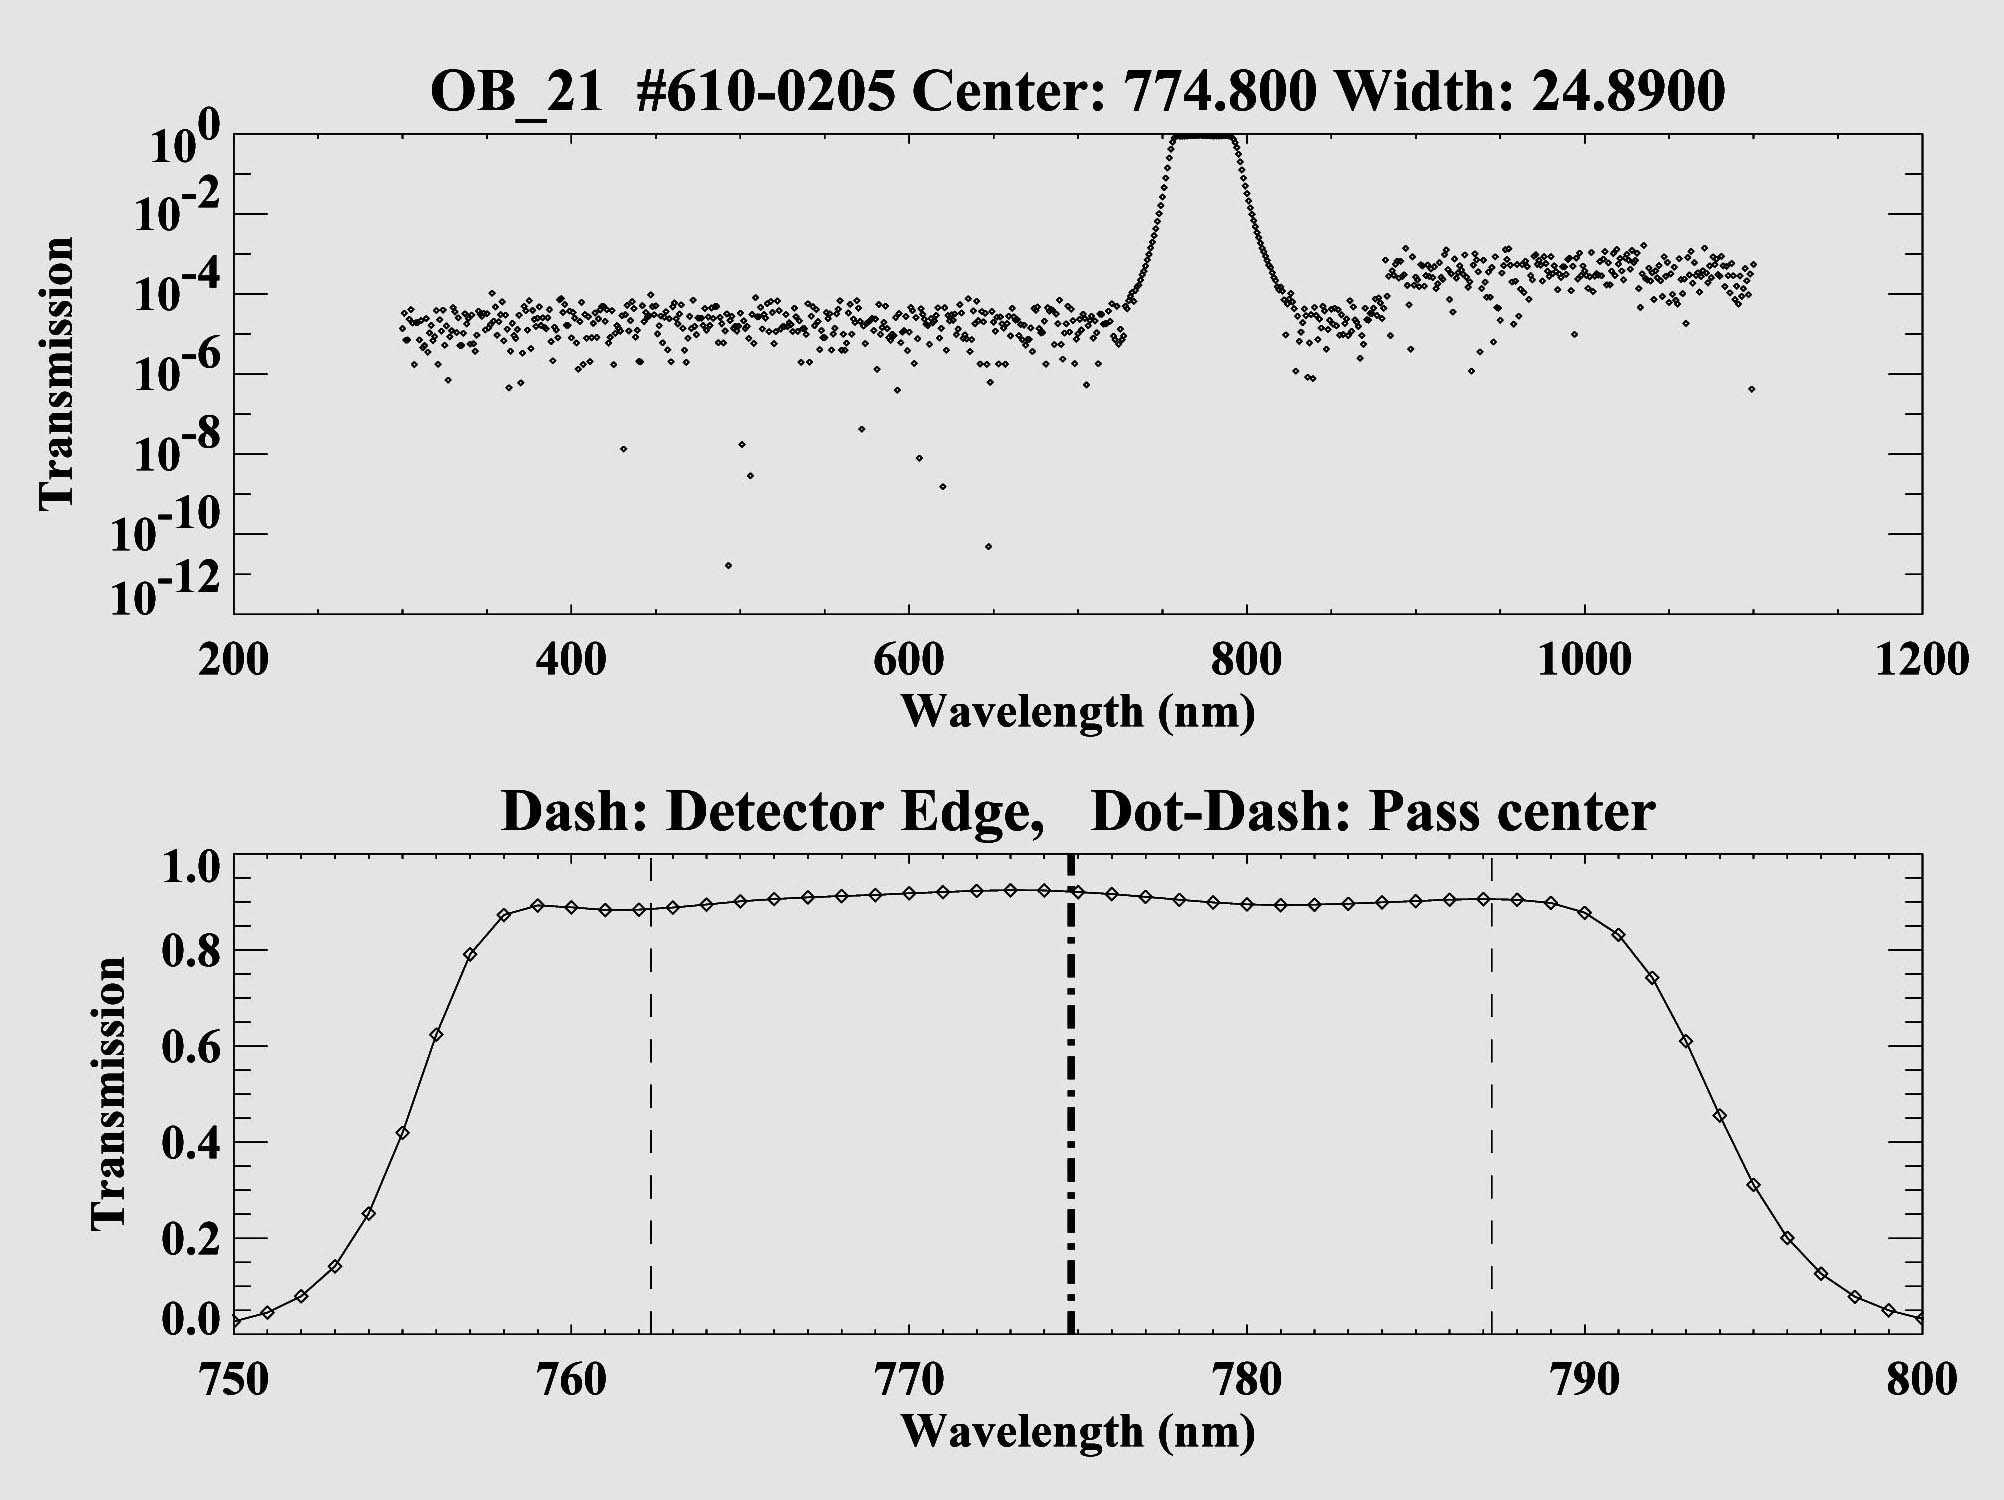 OB_21 #610-0205 Center: 774.800 Width: 24.8900
10^0
10^-2
10^-4
10^-6
10^-8
10^-10
10^-12
Transmission
200 400 600 800 1000 1200
Wavelength (nm)
Dash: Detector Edge, Dot-Dash: Pass center
1.0
0.8
0.6
0.4
0.2
0.0
Transmission
750 760 770 780 790 800
Wavelength (nm)